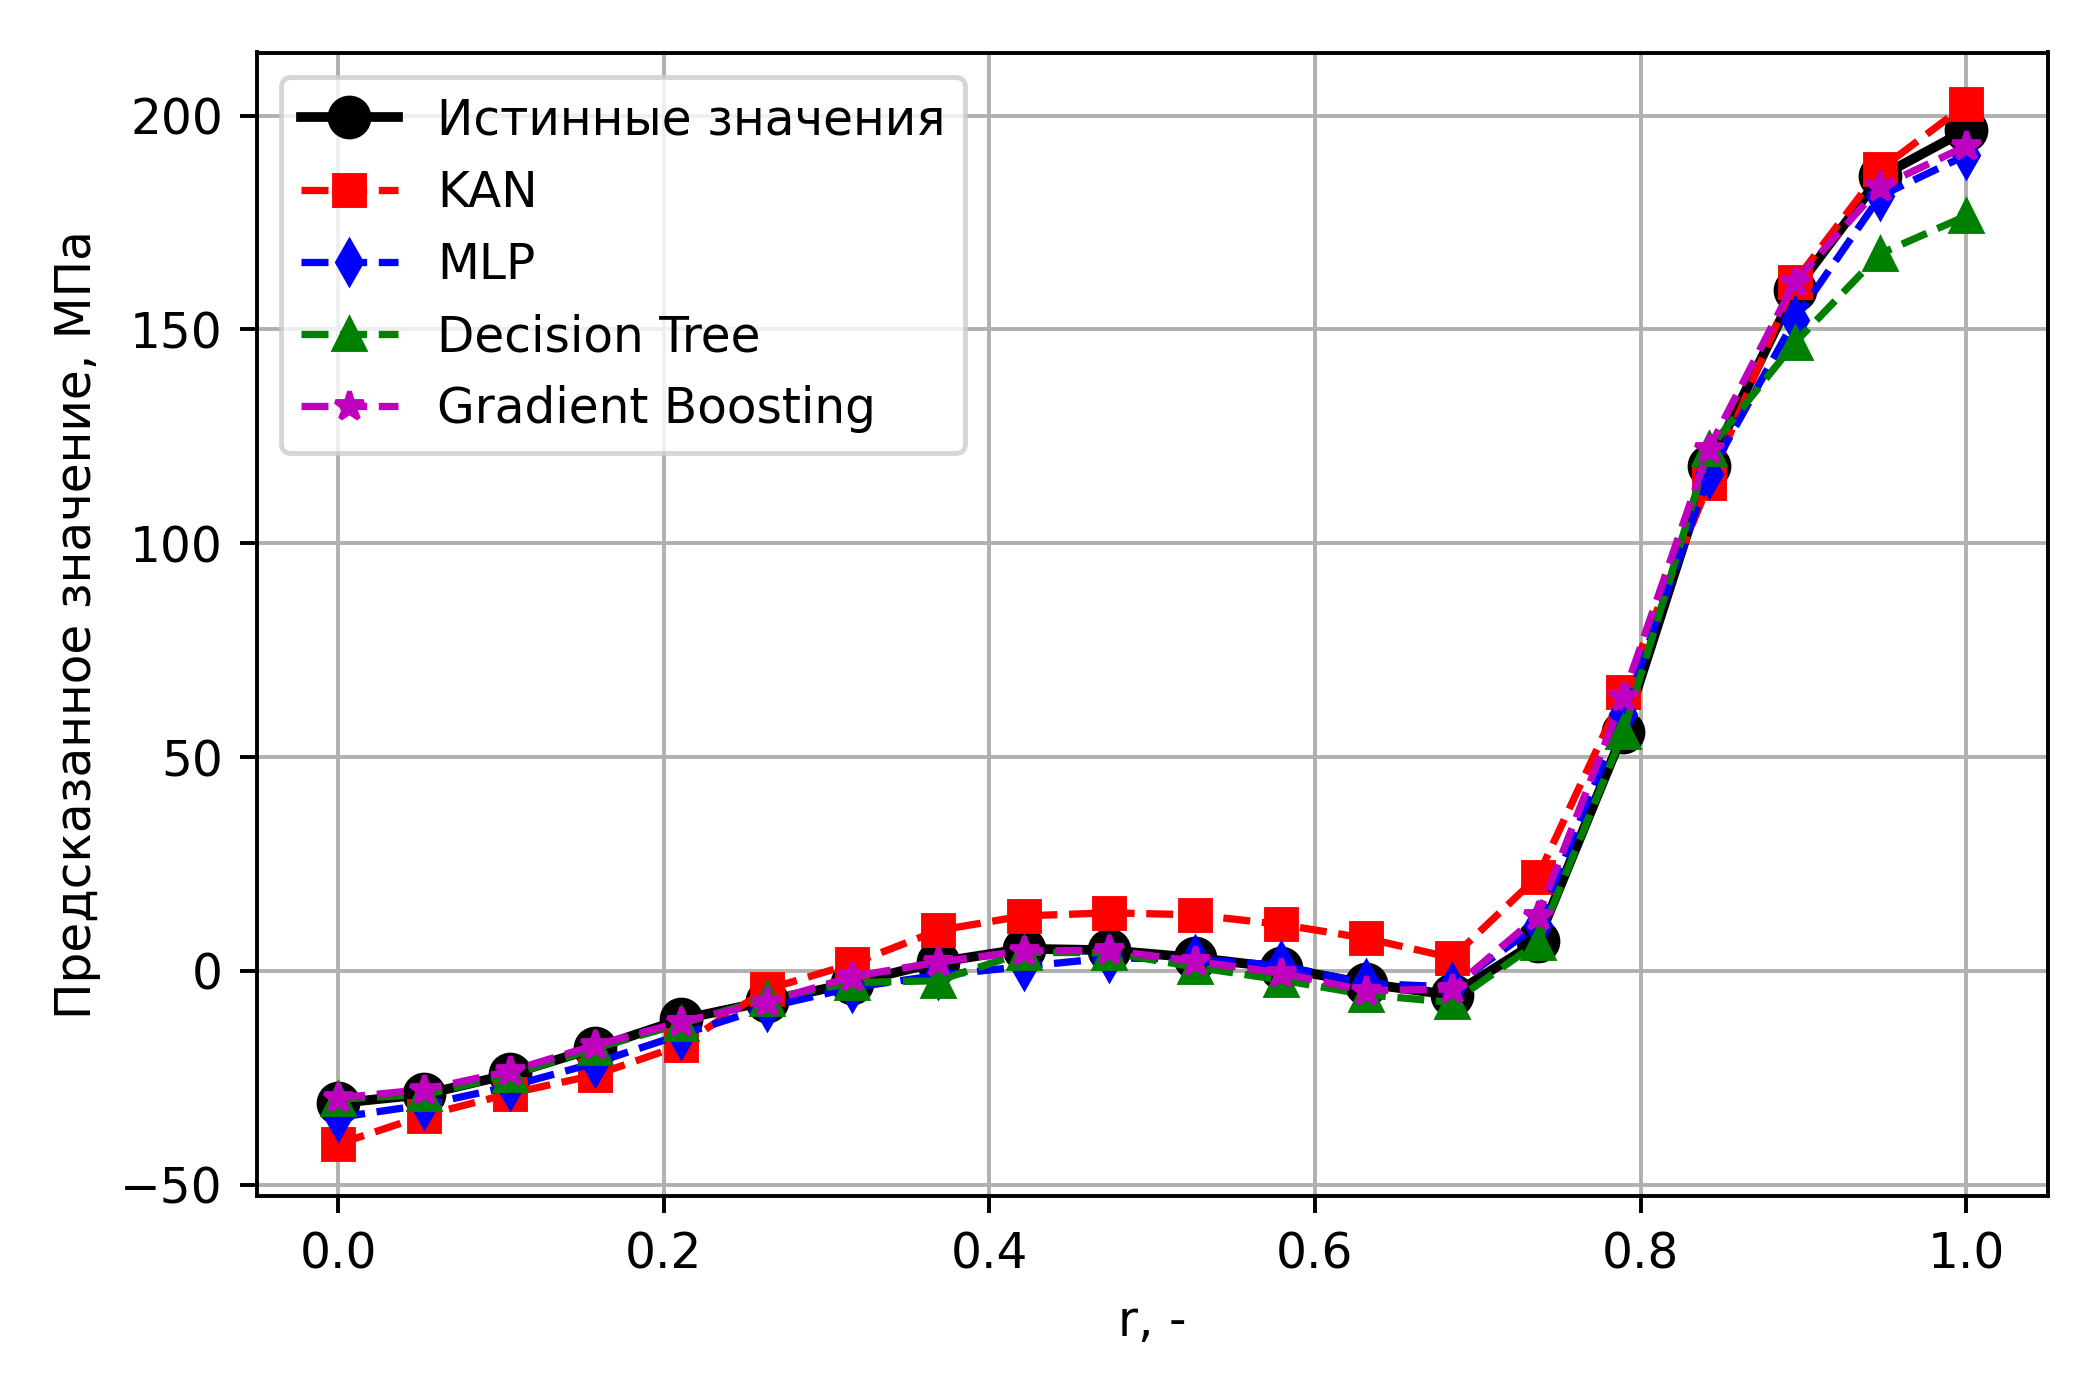 Предсказанное значение, МПа
200
150
100
50
0
−50
Истинные значения
KAN
MLP
Decision Tree
Gradient Boosting
0.0 0.2 0.4 0.6 0.8 1.0
r, -